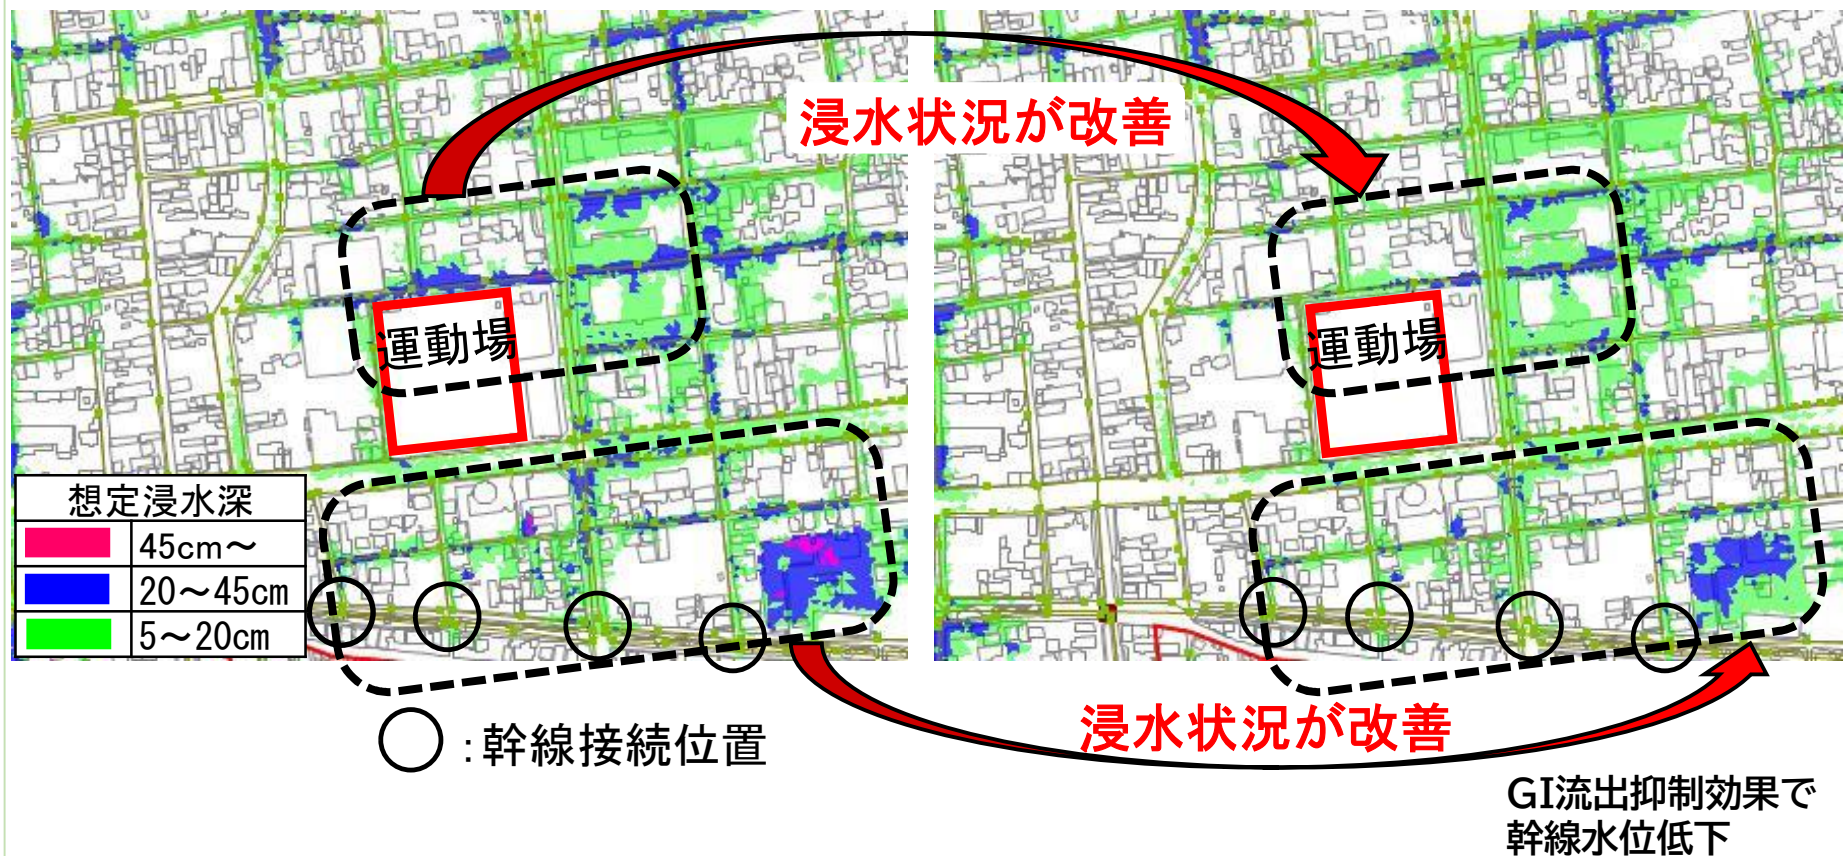 浸水状況が改善
運動場
運動場
想定浸水深
45cm～
20～45cm
5～20cm
：幹線接続位置
浸水状況が改善
GI流出抑制効果で
幹線水位低下